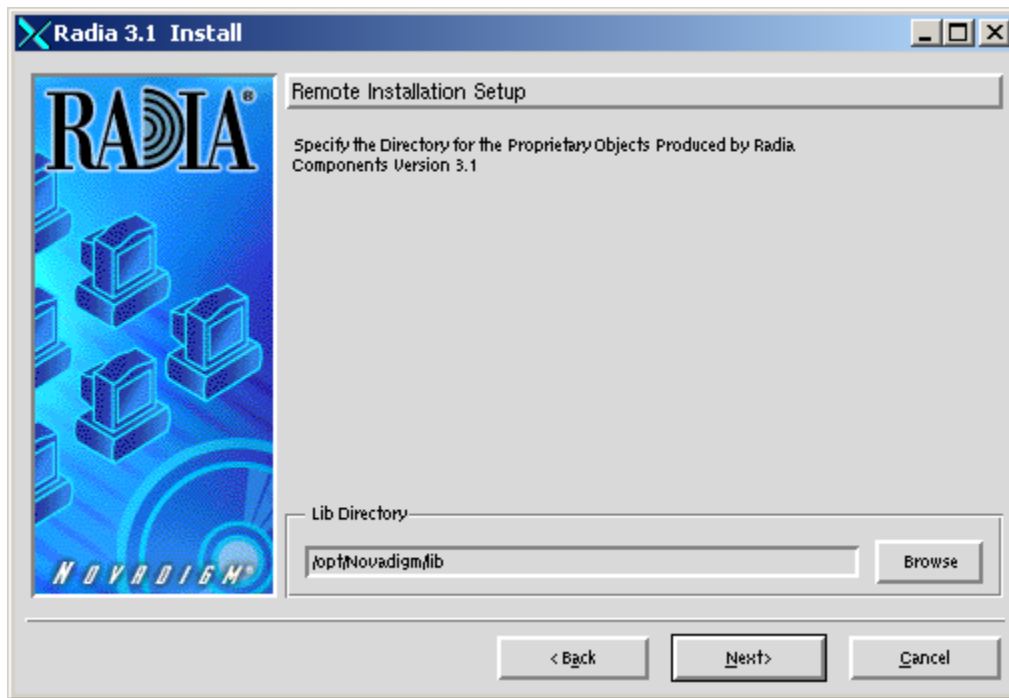 Radia 3.1 Install
RADIA®
Remote Installation Setup
Specify the Directory for the Proprietary Objects Produced by Radia
Components Version 3.1
NOVADIGM®
Lib Directory
/opt/Novadigm/lib
Browse
< Back
Next>
Cancel